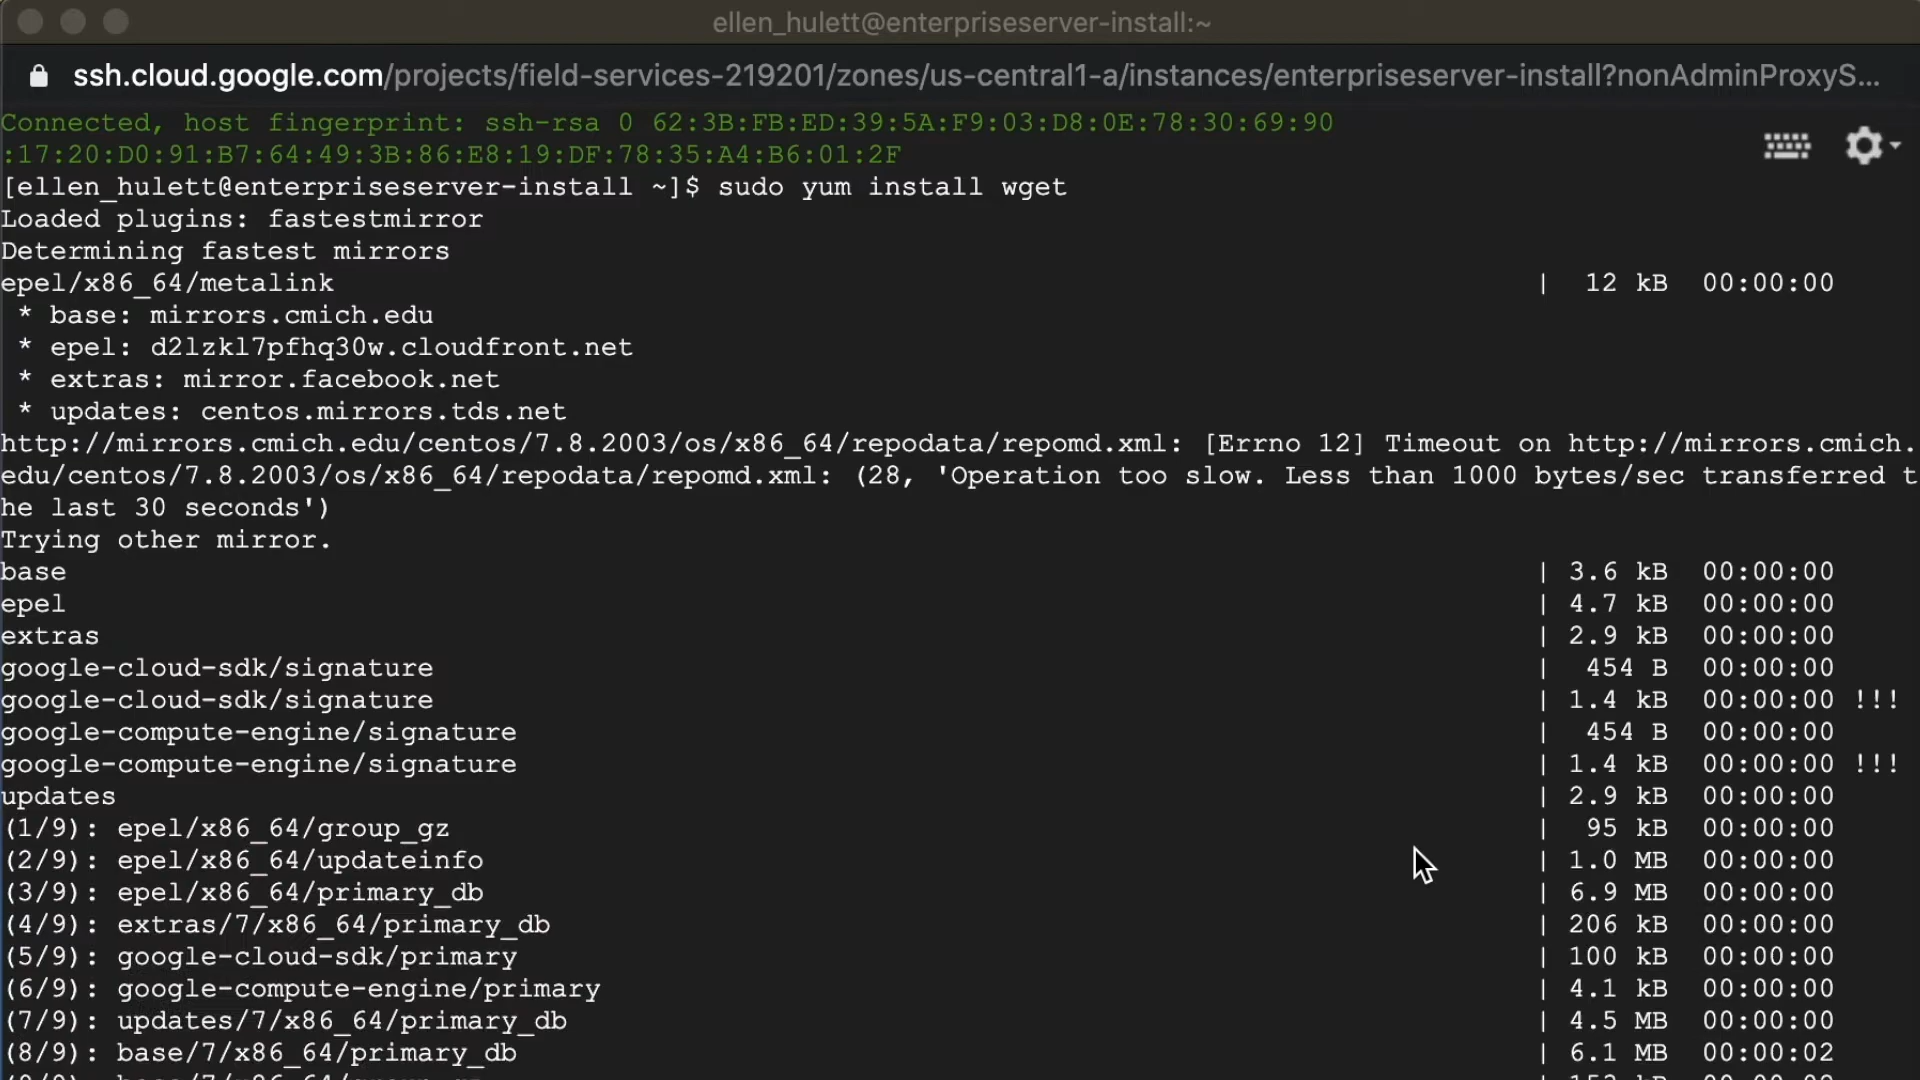 ellen_hulett@enterpriseserver-install:~
ssh.cloud.google.com/projects/field-services-219201/zones/us-central1-a/instances/enterpriseserver-install?nonAdminProxyS...
Connected, host fingerprint: ssh-rsa 0 62:3B:FB:ED:39:5A:F9:03:D8:0E:78:30:69:90
:17:20:D0:91:B7:64:49:3B:86:E8:19:DF:78:35:A4:B6:01:2F
[ellen_hulett@enterpriseserver-install ~]$ sudo yum install wget
Loaded plugins: fastestmirror
Determining fastest mirrors
epel/x86_64/metalink | 12 kB 00:00:00
* base: mirrors.cmich.edu
* epel: d2lzkl7pfhq30w.cloudfront.net
* extras: mirror.facebook.net
* updates: centos.mirrors.tds.net
http://mirrors.cmich.edu/centos/7.8.2003/os/x86_64/repodata/repomd.xml: [Errno 12] Timeout on http://mirrors.cmich.
edu/centos/7.8.2003/os/x86_64/repodata/repomd.xml: (28, 'Operation too slow. Less than 1000 bytes/sec transferred t
he last 30 seconds')
Trying other mirror.
base | 3.6 kB 00:00:00
epel | 4.7 kB 00:00:00
extras | 2.9 kB 00:00:00
google-cloud-sdk/signature | 454 B 00:00:00
google-cloud-sdk/signature | 1.4 kB 00:00:00 !!!
google-compute-engine/signature | 454 B 00:00:00
google-compute-engine/signature | 1.4 kB 00:00:00 !!!
updates | 2.9 kB 00:00:00
(1/9): epel/x86_64/group_gz | 95 kB 00:00:00
(2/9): epel/x86_64/updateinfo | 1.0 MB 00:00:00
(3/9): epel/x86_64/primary_db | 6.9 MB 00:00:00
(4/9): extras/7/x86_64/primary_db | 206 kB 00:00:00
(5/9): google-cloud-sdk/primary | 100 kB 00:00:00
(6/9): google-compute-engine/primary | 4.1 kB 00:00:00
(7/9): updates/7/x86_64/primary_db | 4.5 MB 00:00:00
(8/9): base/7/x86_64/primary_db | 6.1 MB 00:00:02